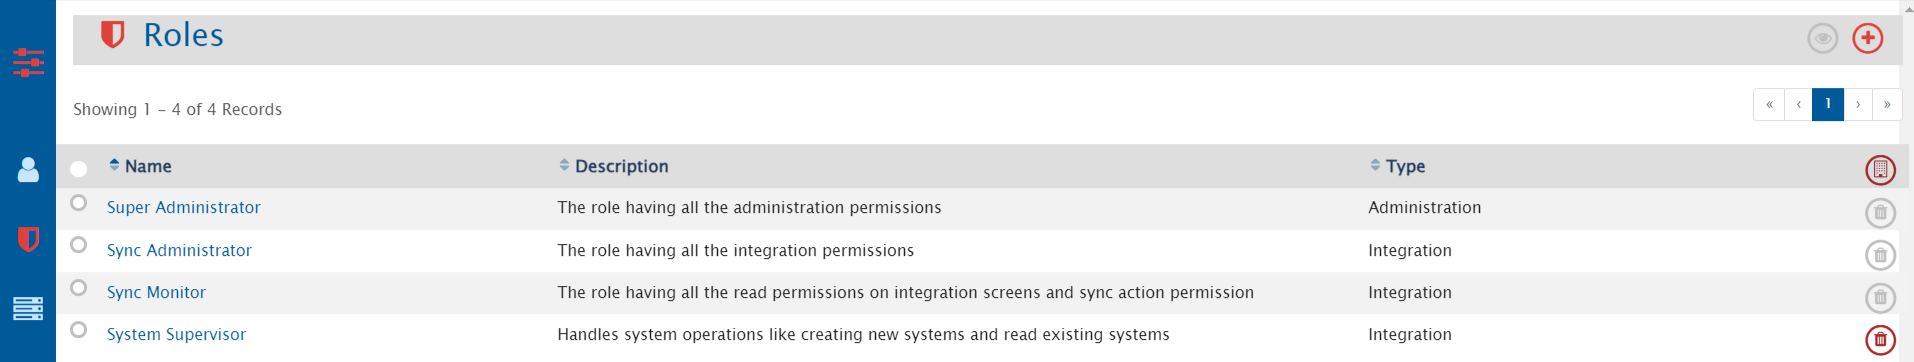 Roles
Showing 1 – 4 of 4 Records
« ‹ 1 › »
Name Description Type
Super Administrator The role having all the administration permissions Administration
Sync Administrator The role having all the integration permissions Integration
Sync Monitor The role having all the read permissions on integration screens and sync action permission Integration
System Supervisor Handles system operations like creating new systems and read existing systems Integration